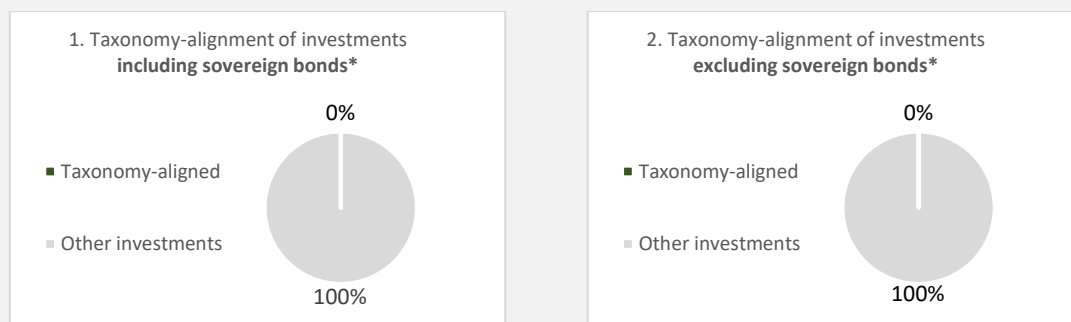 1. Taxonomy-alignment of investments
including sovereign bonds*
0%
Taxonomy-aligned
Other investments
100%
2. Taxonomy-alignment of investments
excluding sovereign bonds*
0%
Taxonomy-aligned
Other investments
100%